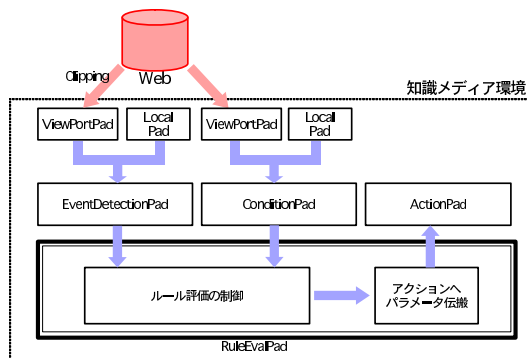 Clipping
Web
知識メディア環境
ViewPortPad
Local
Pad
ViewPortPad
Local
Pad
EventDetectionPad
ConditionPad
ActionPad
ルール評価の制御
アクションへ
パラメータ伝搬
RuleEvalPad